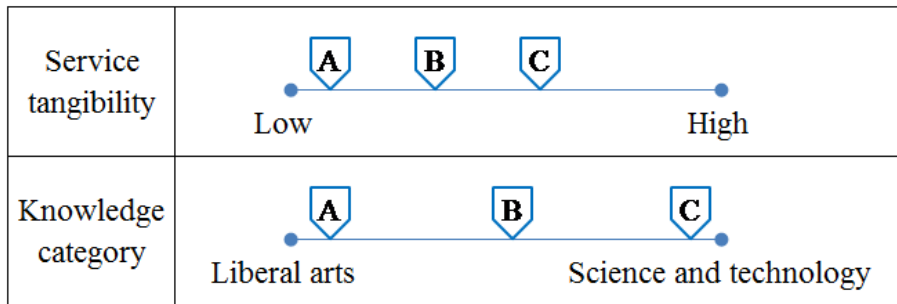 Service
tangibility
A B C
Low High
Knowledge
category
A B C
Liberal arts Science and technology